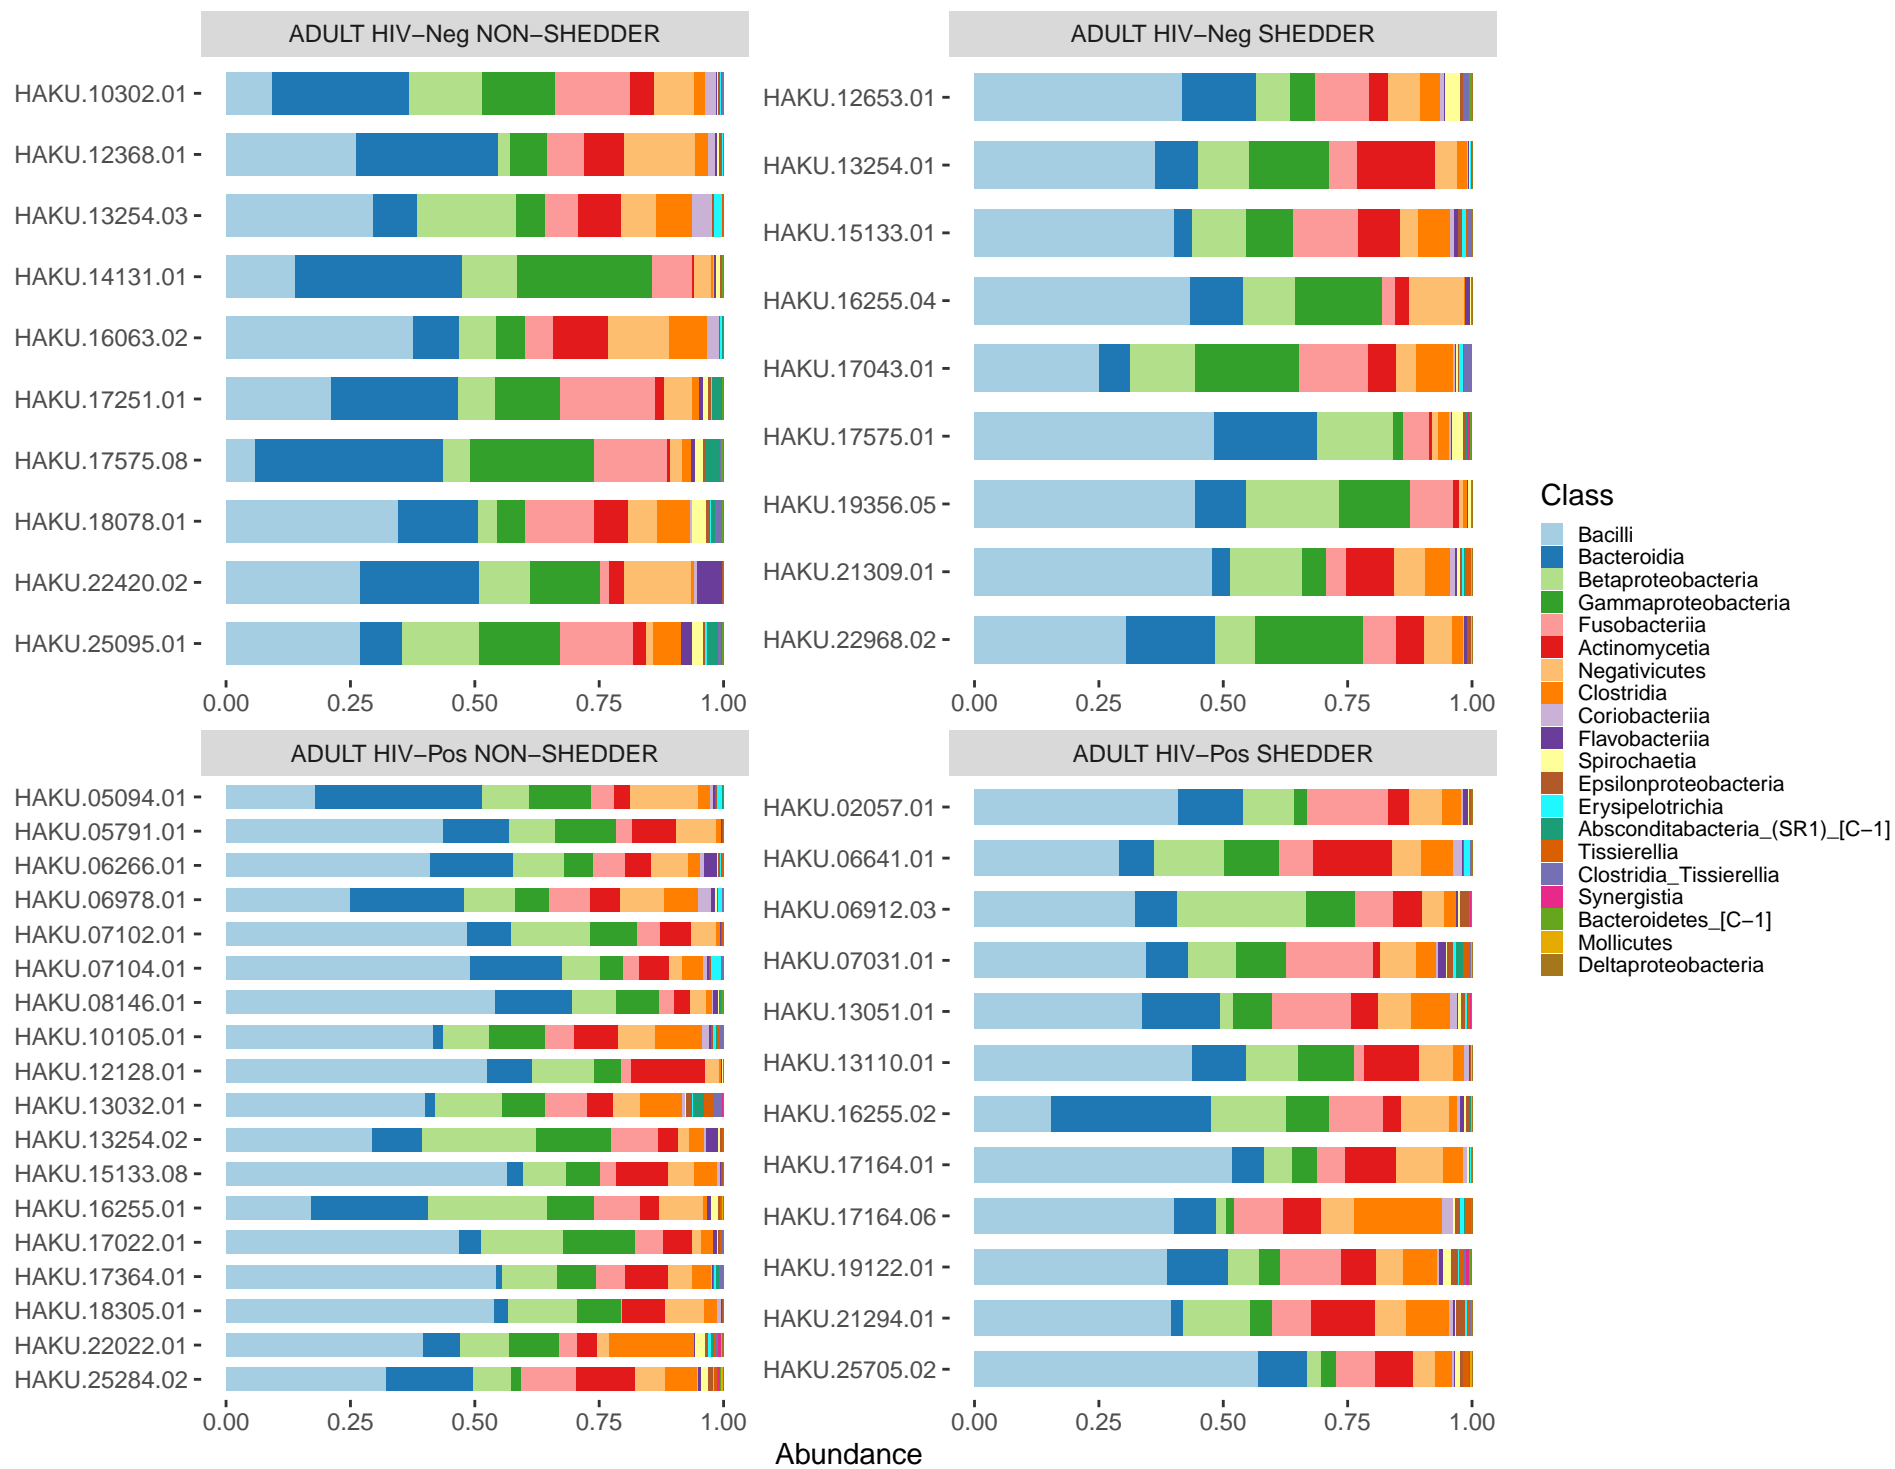 ADULT HIV−Neg NON−SHEDDER
HAKU.10302.01
HAKU.12368.01
HAKU.13254.03
HAKU.14131.01
HAKU.16063.02
HAKU.17251.01
HAKU.17575.08
HAKU.18078.01
HAKU.22420.02
HAKU.25095.01
0.00 0.25 0.50 0.75 1.00
ADULT HIV−Neg SHEDDER
HAKU.12653.01
HAKU.13254.01
HAKU.15133.01
HAKU.16255.04
HAKU.17043.01
HAKU.17575.01
HAKU.19356.05
HAKU.21309.01
HAKU.22968.02
0.00 0.25 0.50 0.75 1.00
ADULT HIV−Pos NON−SHEDDER
HAKU.05094.01
HAKU.05791.01
HAKU.06266.01
HAKU.06978.01
HAKU.07102.01
HAKU.07104.01
HAKU.08146.01
HAKU.10105.01
HAKU.12128.01
HAKU.13032.01
HAKU.13254.02
HAKU.15133.08
HAKU.16255.01
HAKU.17022.01
HAKU.17364.01
HAKU.18305.01
HAKU.22022.01
HAKU.25284.02
0.00 0.25 0.50 0.75 1.00
ADULT HIV−Pos SHEDDER
HAKU.02057.01
HAKU.06641.01
HAKU.06912.03
HAKU.07031.01
HAKU.13051.01
HAKU.13110.01
HAKU.16255.02
HAKU.17164.01
HAKU.17164.06
HAKU.19122.01
HAKU.21294.01
HAKU.25705.02
0.00 0.25 0.50 0.75 1.00
Abundance
Class
Bacilli
Bacteroidia
Betaproteobacteria
Gammaproteobacteria
Fusobacteriia
Actinomycetia
Negativicutes
Clostridia
Coriobacteriia
Flavobacteriia
Spirochaetia
Epsilonproteobacteria
Erysipelotrichia
Absconditabacteria_(SR1)_[C−1]
Tissierellia
Clostridia_Tissierellia
Synergistia
Bacteroidetes_[C−1]
Mollicutes
Deltaproteobacteria